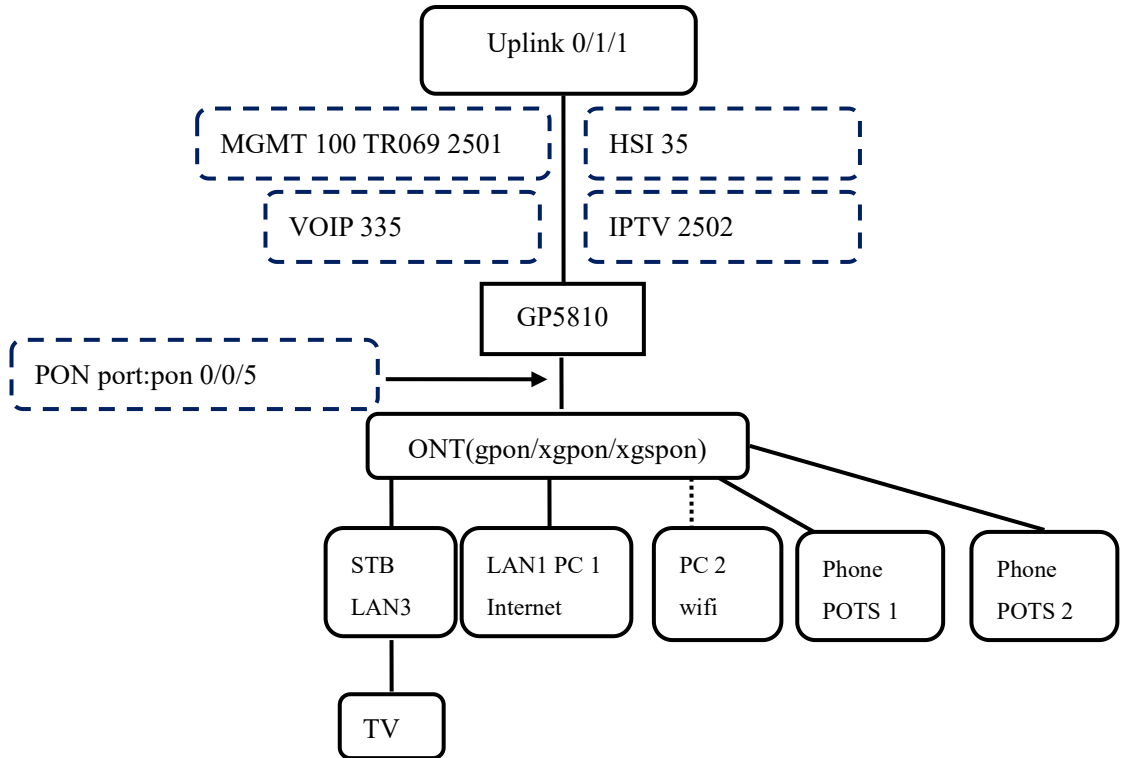 Uplink 0/1/1
MGMT 100 TR069 2501
HSI 35
VOIP 335
IPTV 2502
GP5810
PON port:pon 0/0/5
ONT(gpon/xgpon/xgspon)
STB
LAN3
LAN1 PC 1
Internet
PC 2
wifi
Phone
POTS 1
Phone
POTS 2
TV